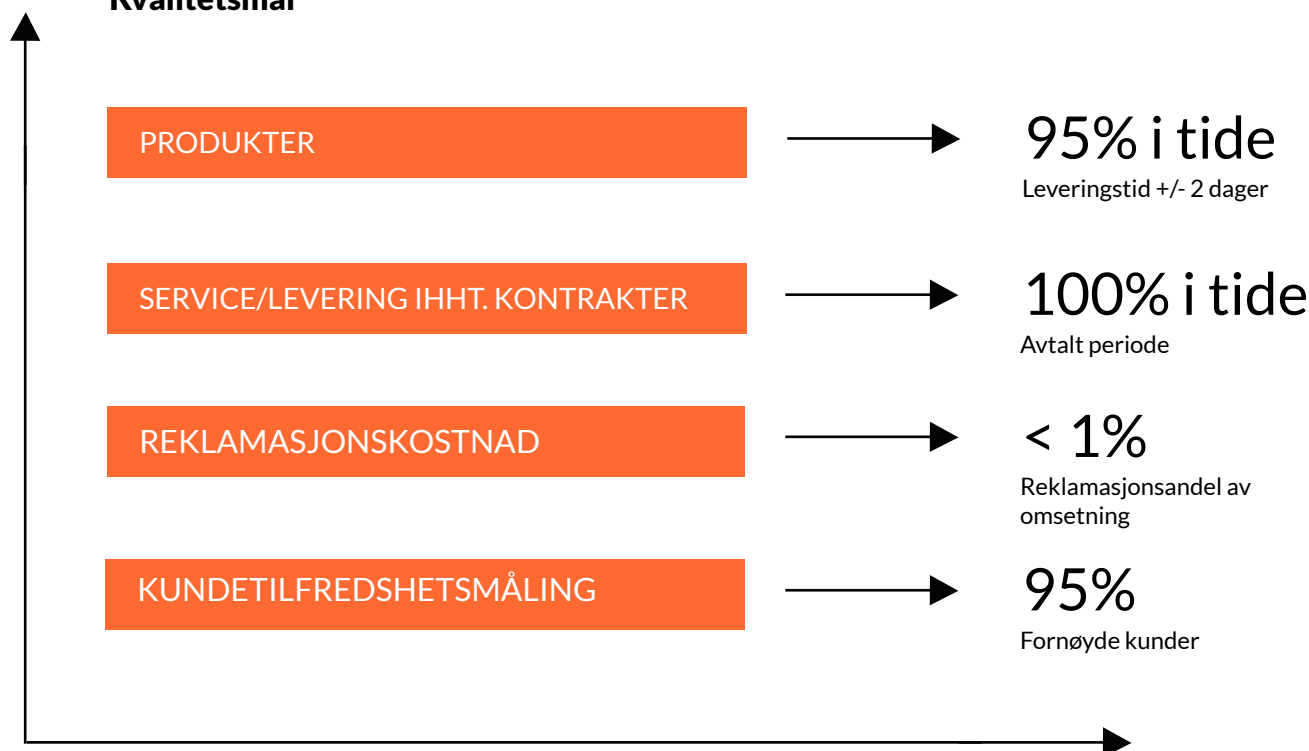 Kvalitetsmål
PRODUKTER
95% i tide
Leveringstid +/- 2 dager
SERVICE/LEVERING IHHT. KONTRAKTER
100% i tide
Avtalt periode
REKLAMASJONSKOSTNAD
< 1%
Reklamasjonsandel av
omsetning
KUNDETILFREDSHETSMÅLING
95%
Fornøyde kunder